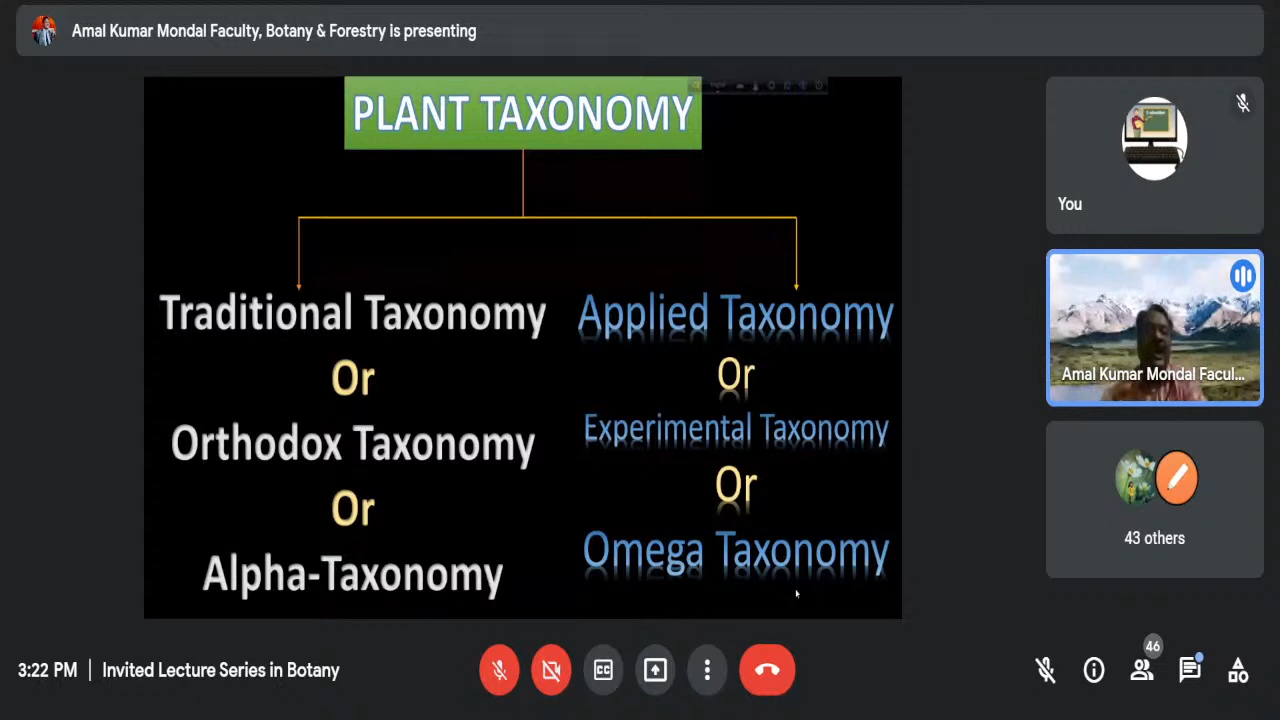 Amal Kumar Mondal Faculty, Botany & Forestry is presenting
PLANT TAXONOMY
Traditional Taxonomy
Or
Orthodox Taxonomy
Or
Alpha-Taxonomy
Applied Taxonomy
Or
Experimental Taxonomy
Or
Omega Taxonomy
You
Amal Kumar Mondal Facul...
43 others
3:22 PM | Invited Lecture Series in Botany
CC
46